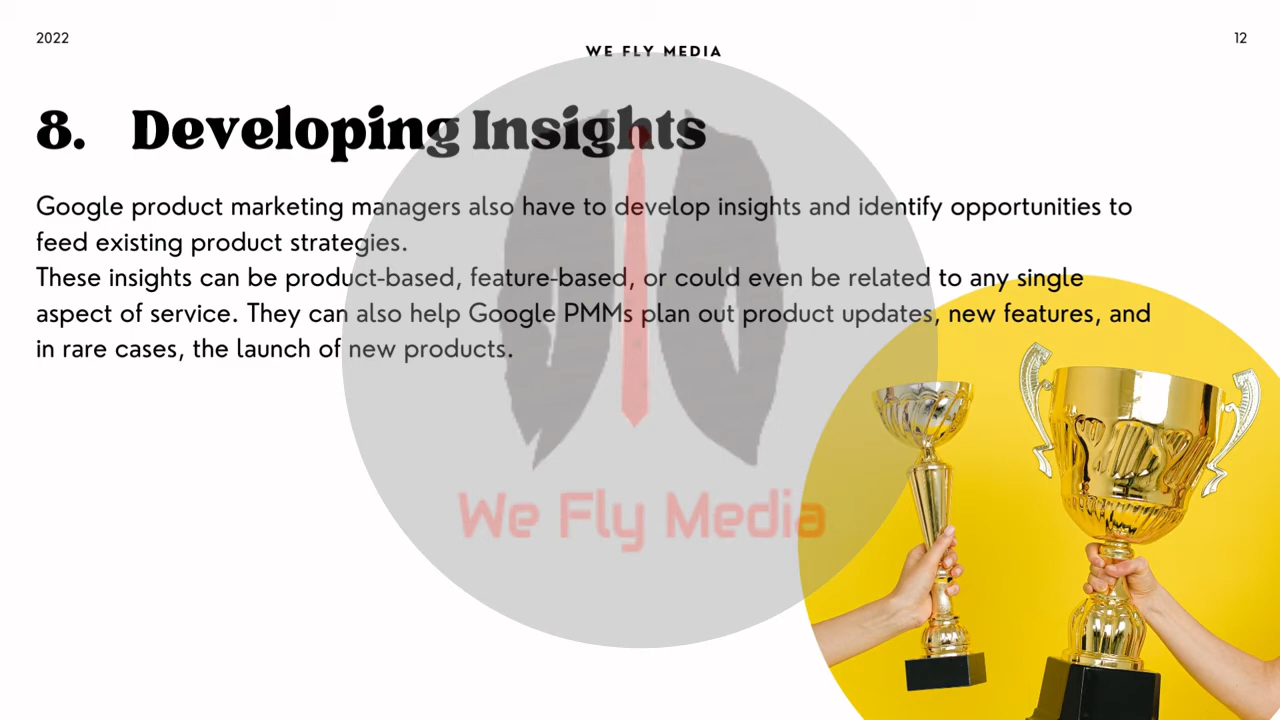 2022
WE FLY MEDIA
12
8. Developing Insights
Google product marketing managers also have to develop insights and identify opportunities to
feed existing product strategies.
These insights can be product-based, feature-based, or could even be related to any single
aspect of service. They can also help Google PMMs plan out product updates, new features, and
in rare cases, the launch of new products.
We Fly Media